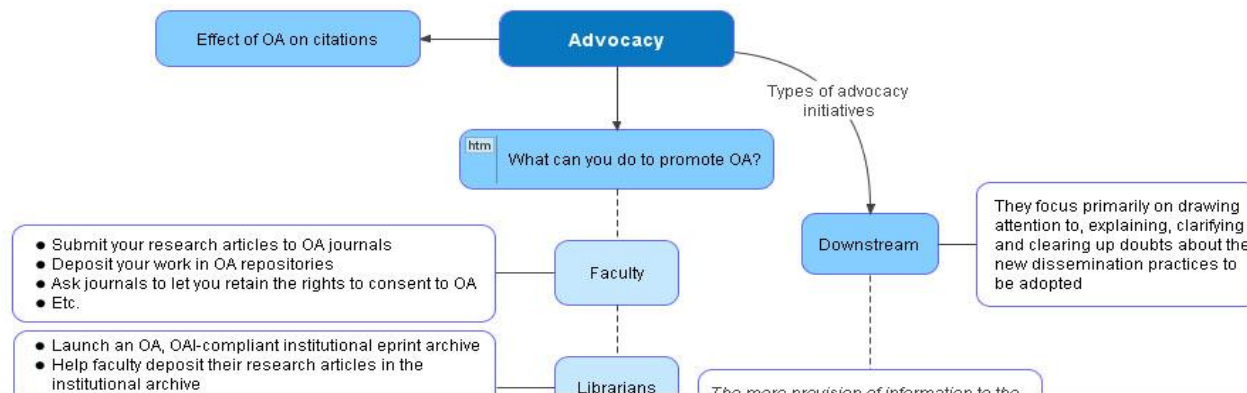 Effect of OA on citations
Advocacy
Types of advocacy
initiatives
htm
What can you do to promote OA?
They focus primarily on drawing
attention to, explaining, clarifying
and clearing up doubts about the
new dissemination practices to
be adopted
Downstream
● Submit your research articles to OA journals
● Deposit your work in OA repositories
● Ask journals to let you retain the rights to consent to OA
● Etc.
Faculty
● Launch an OA, OAI-compliant institutional eprint archive
● Help faculty deposit their research articles in the
institutional archive
Librarians
The more provision of information to the